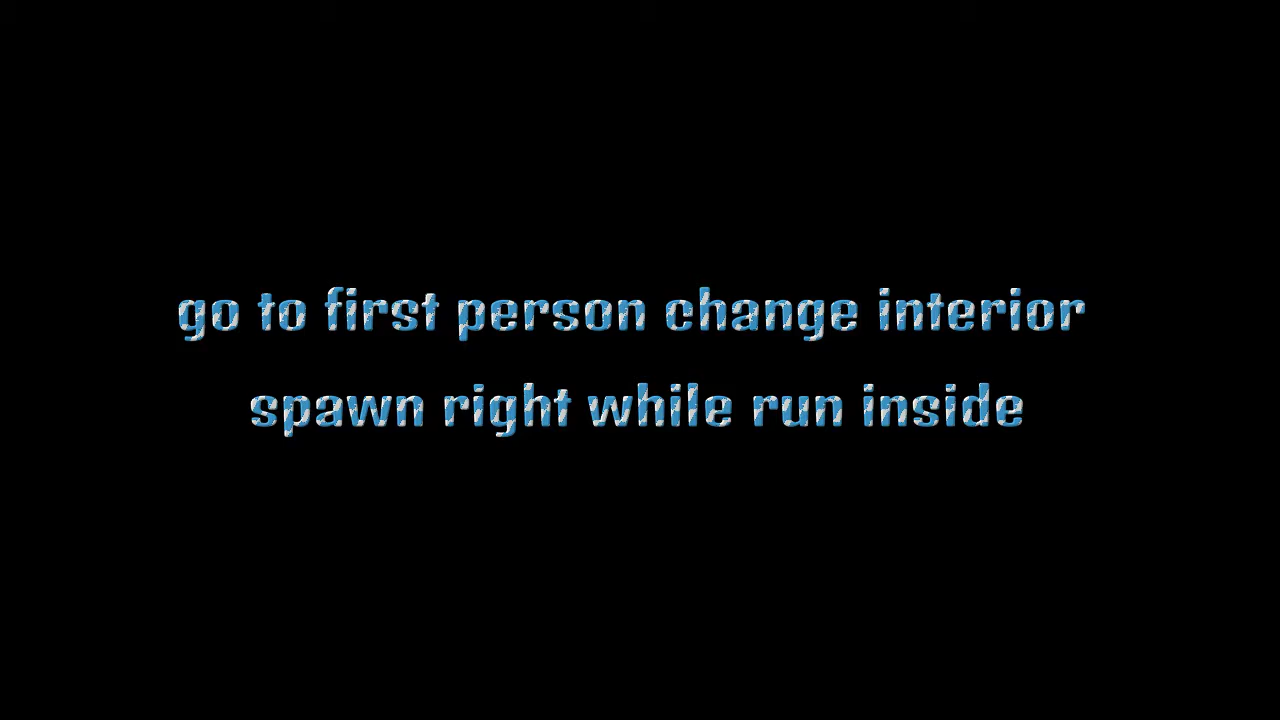 go to first person change interior
spawn right while run inside